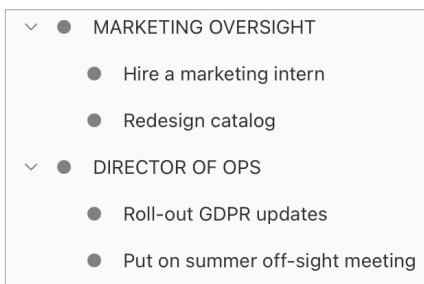 MARKETING OVERSIGHT
Hire a marketing intern
Redesign catalog
DIRECTOR OF OPS
Roll-out GDPR updates
Put on summer off-sight meeting